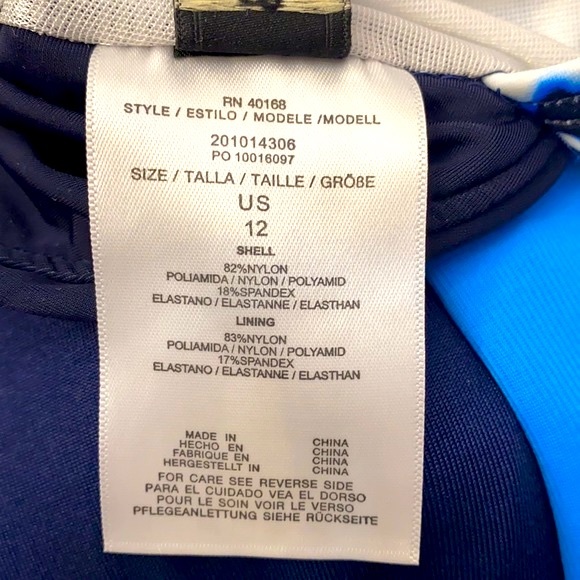 RN 40168
STYLE / ESTILO / MODELE /MODELL
201014306
PO 10016097
SIZE / TALLA / TAILLE / GRÖßE
US
12
SHELL
82%NYLON
POLIAMIDA / NYLON / POLYAMID
18%SPANDEX
ELASTANO / ELASTANNE / ELASTHAN
LINING
83%NYLON
POLIAMIDA / NYLON / POLYAMID
17%SPANDEX
ELASTANO / ELASTANNE / ELASTHAN
MADE IN CHINA
HECHO EN CHINA
FABRIQUE EN CHINA
HERGESTELLT IN CHINA
FOR CARE SEE REVERSE SIDE
PARA EL CUIDADO VEA EL DORSO
POUR LE SOIN VOIR LE VERSO
PFLEGEANLEITUNG SIEHE RÜCKSEITE